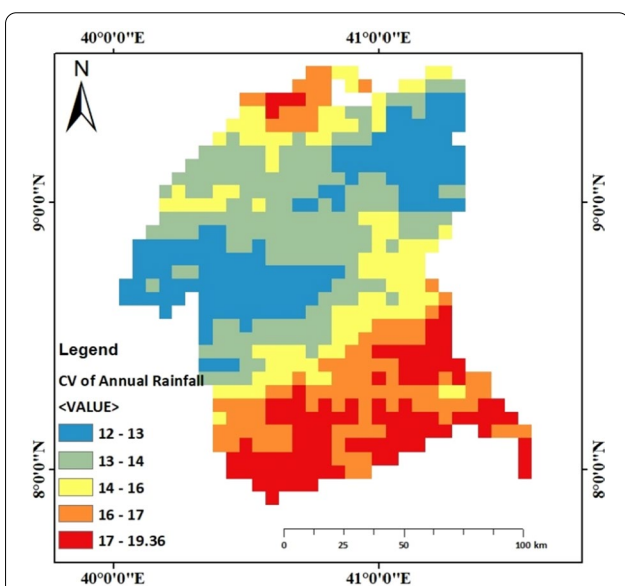 40°0'0"E 41°0'0"E
N
9°0'0"N 9°0'0"N
Legend
CV of Annual Rainfall
<VALUE>
12 - 13
13 - 14
14 - 16
16 - 17
17 - 19.36
8°0'0"N 8°0'0"N
0 25 50 100 km
40°0'0"E 41°0'0"E